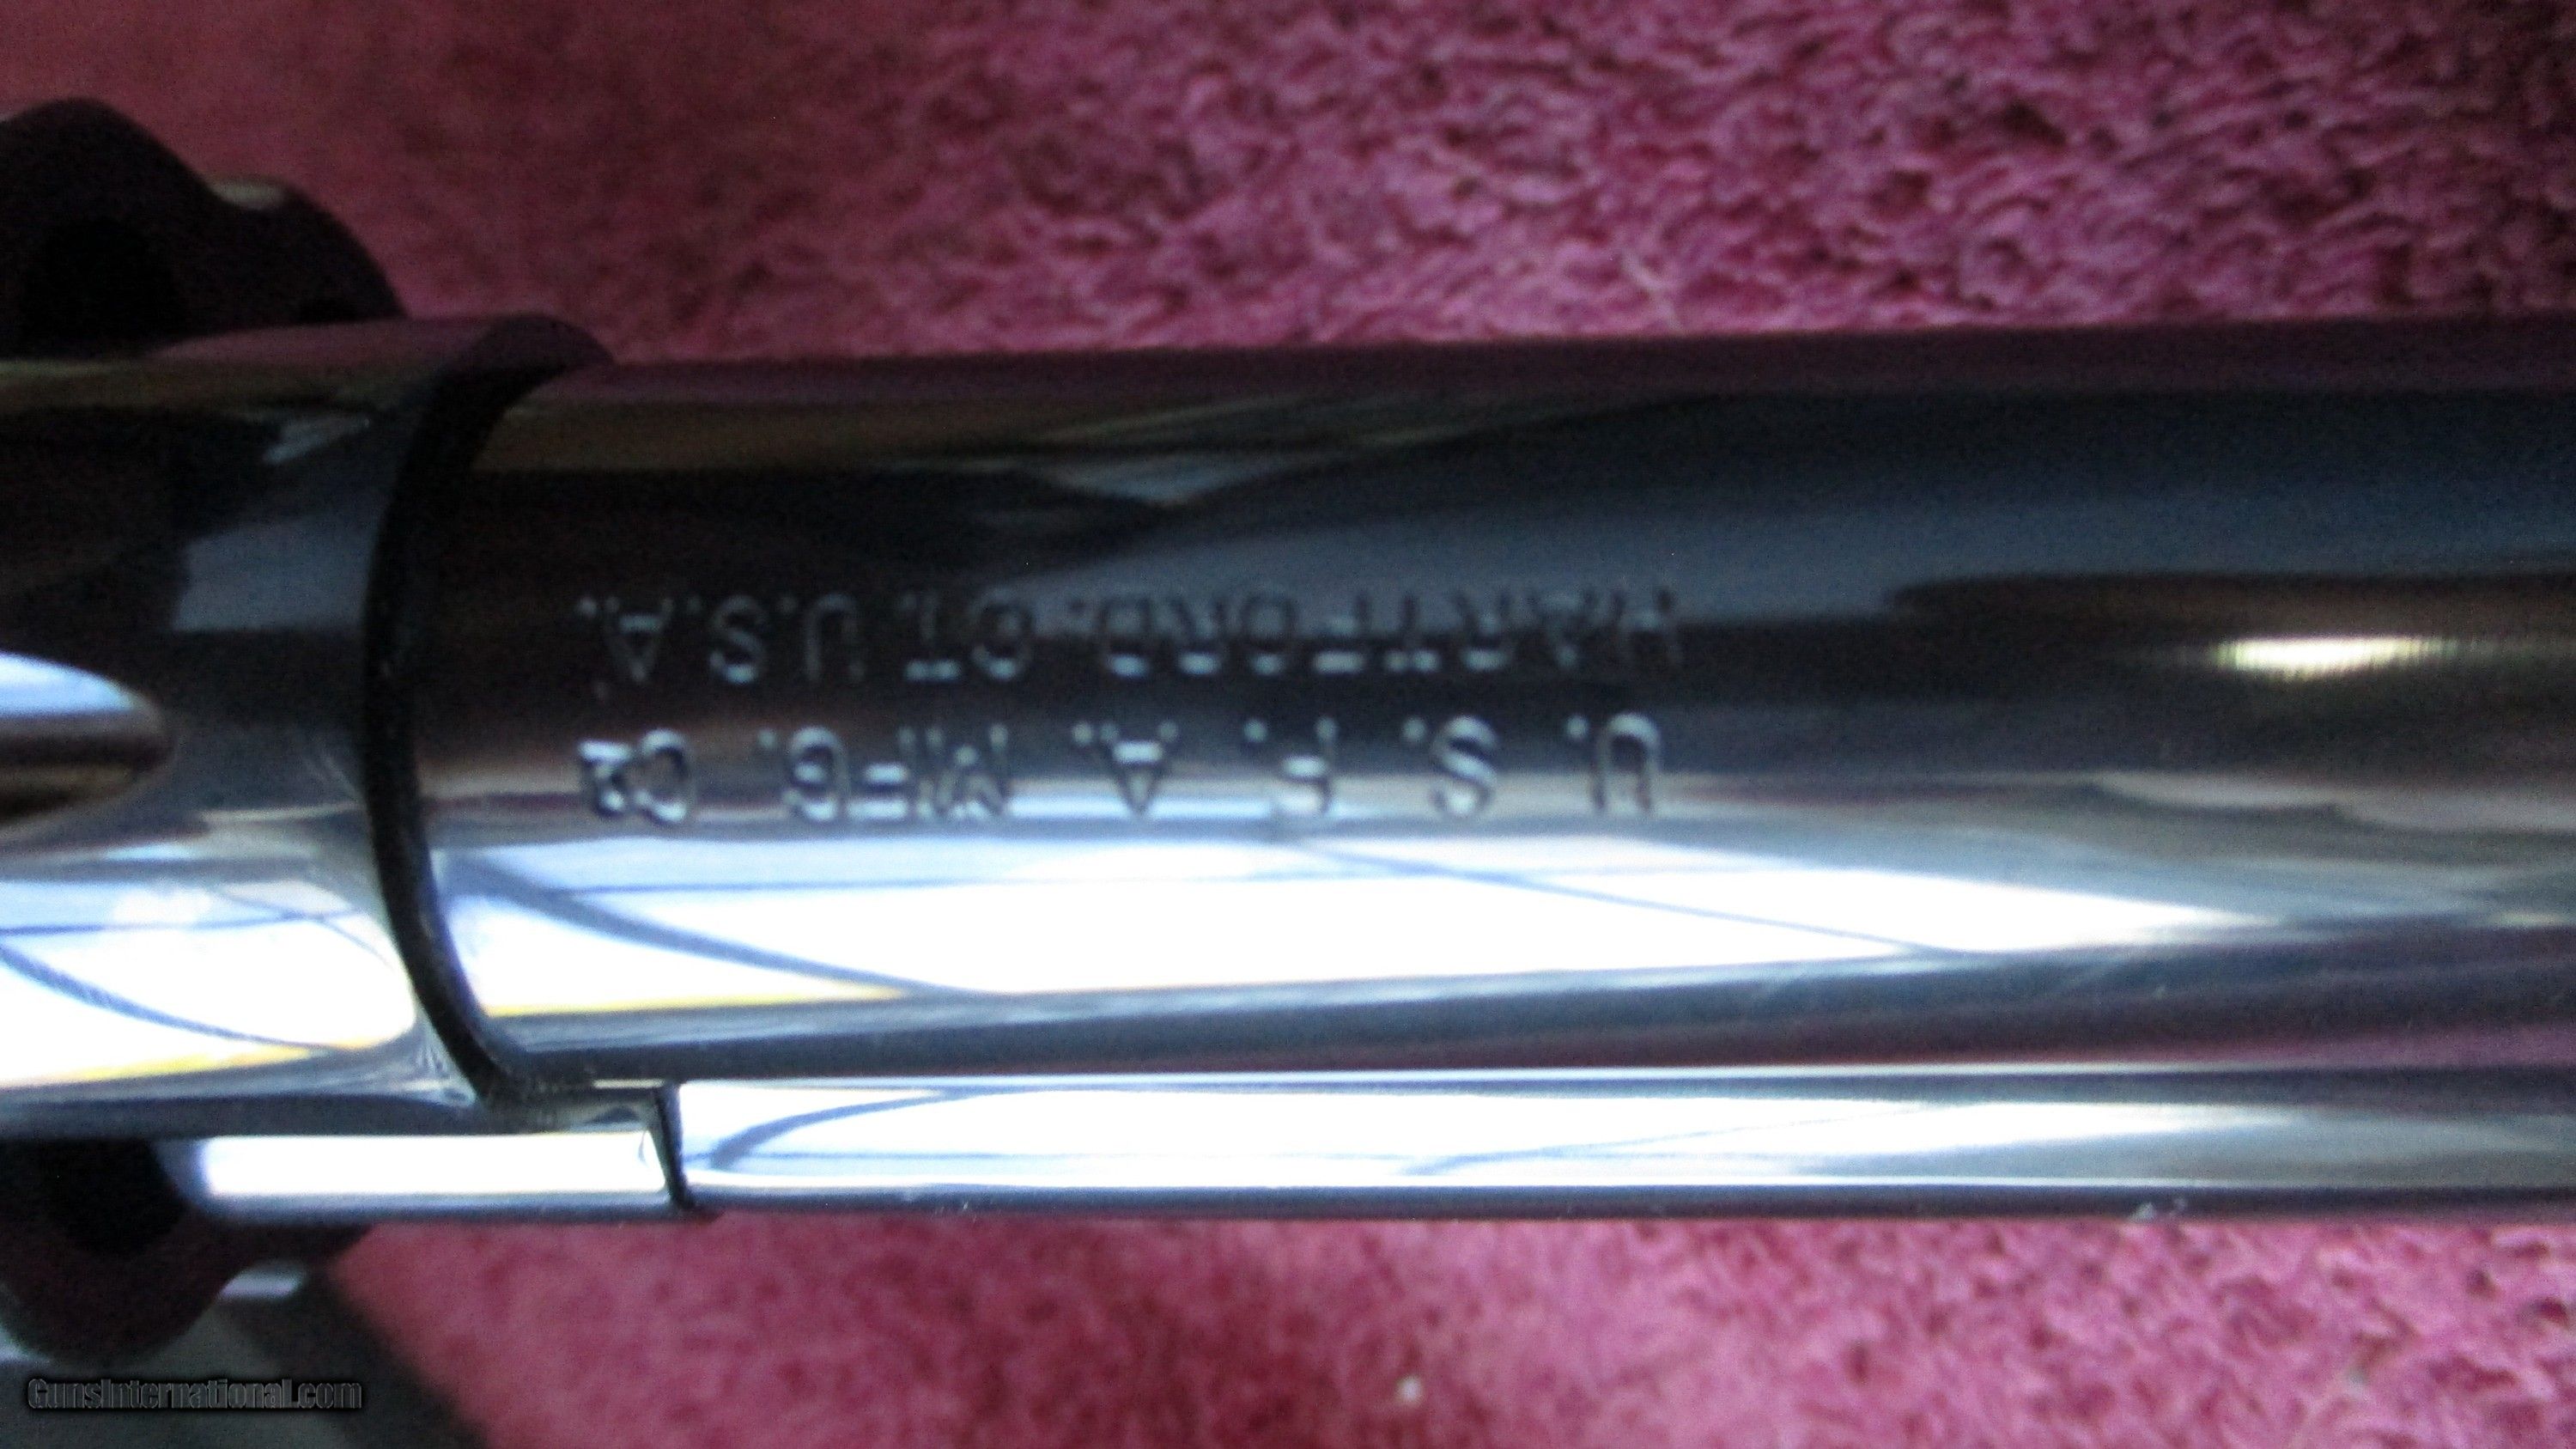 U. S. F. A. MFG. Co.
HARTFORD. CT. U.S.A.
GunsInternational.com